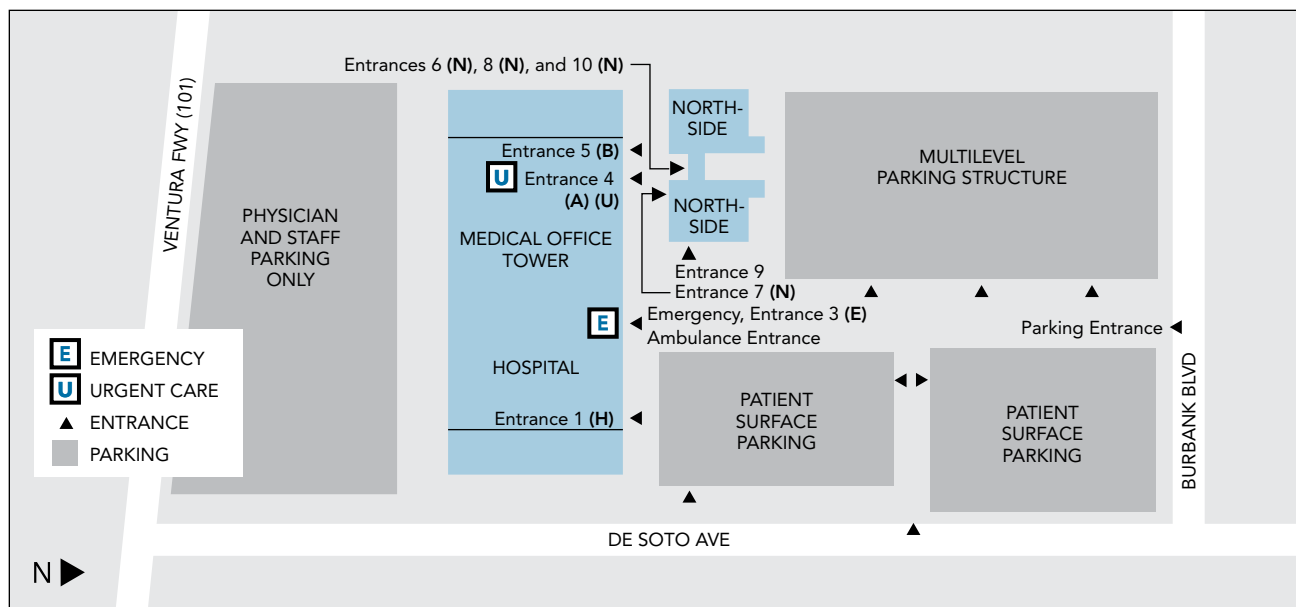 Entrances 6 (N), 8 (N), and 10 (N)
VENTURA FWY (101)
PHYSICIAN
AND STAFF
PARKING
ONLY
Entrance 5 (B)
U
Entrance 4
(A) (U)
MEDICAL OFFICE
TOWER
E
HOSPITAL
Entrance 1 (H)
NORTH-
SIDE
NORTH-
SIDE
Entrance 9
Entrance 7 (N)
Emergency, Entrance 3 (E)
Ambulance Entrance
MULTILEVEL
PARKING STRUCTURE
Parking Entrance
PATIENT
SURFACE
PARKING
PATIENT
SURFACE
PARKING
BURBANK BLVD
DE SOTO AVE
E EMERGENCY
U URGENT CARE
ENTRANCE
PARKING
N